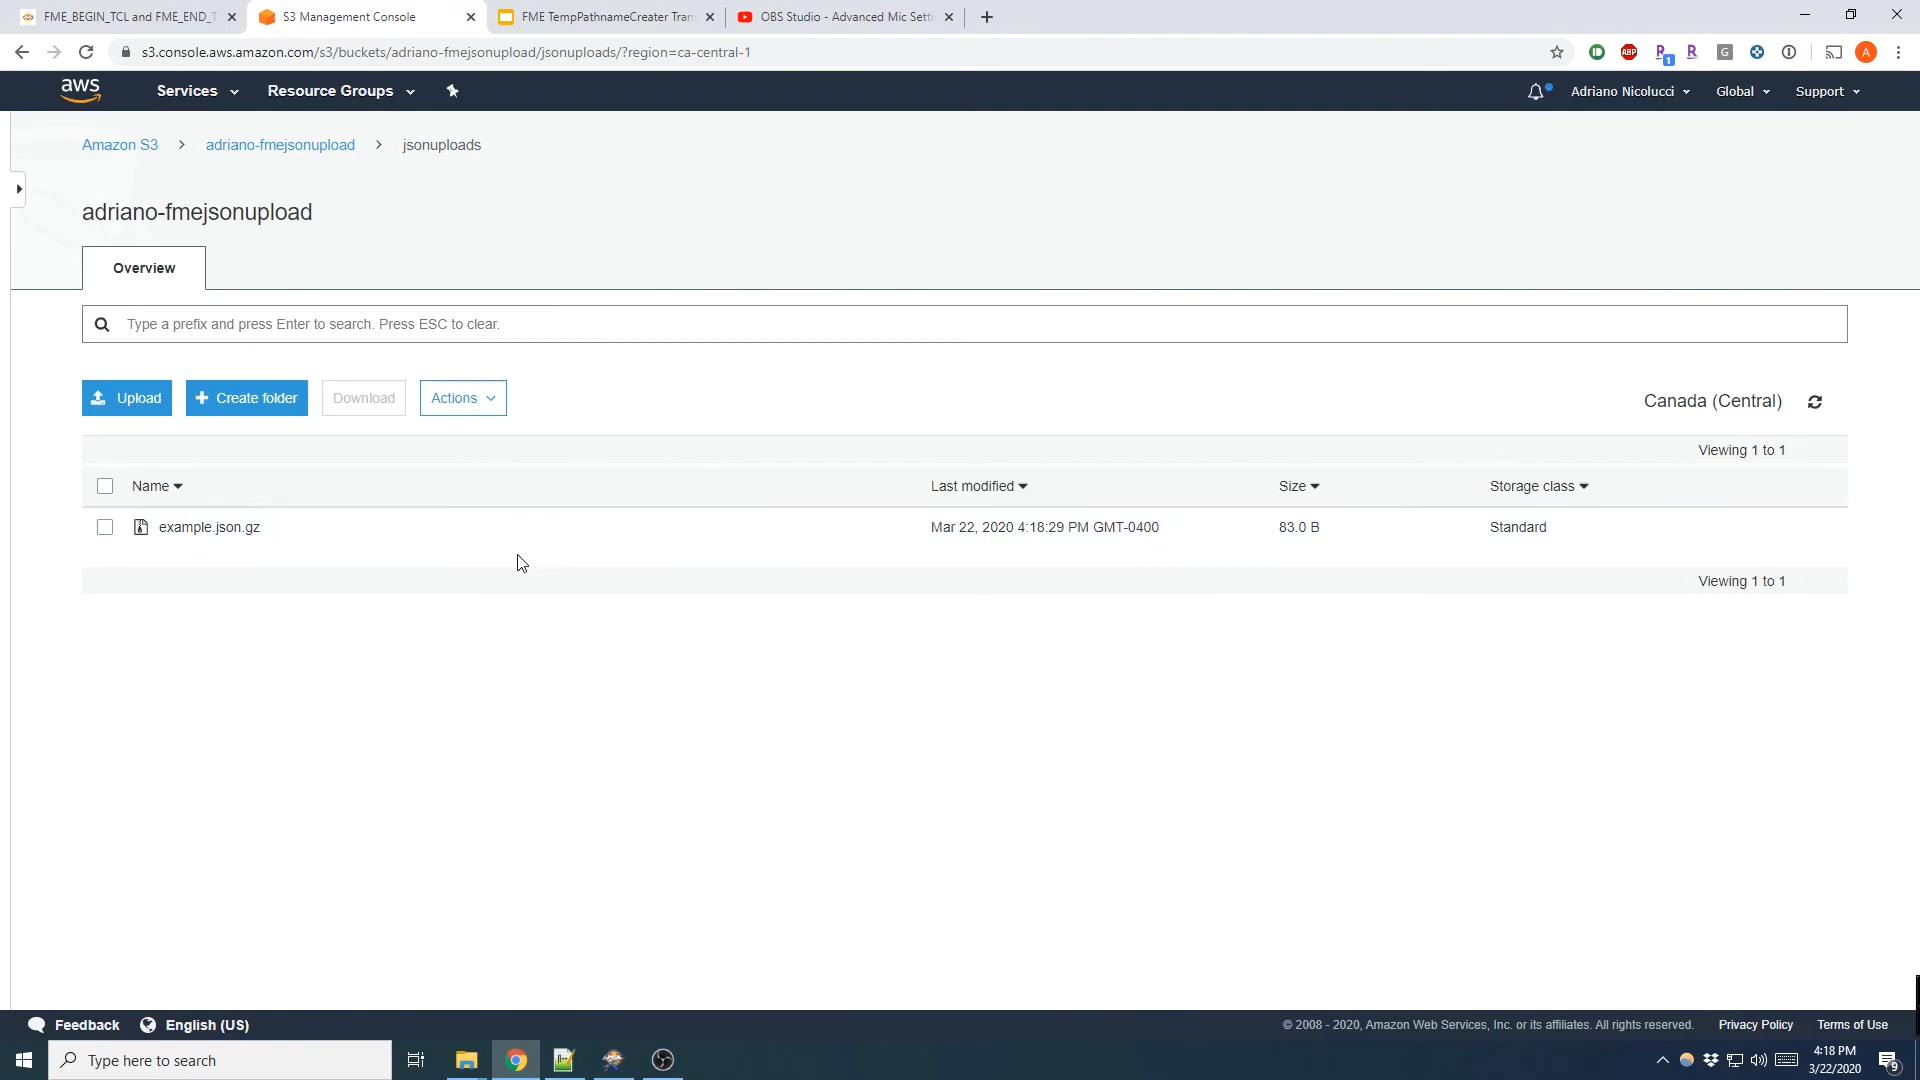 FME_BEGIN_TCL and FME_END_T
S3 Management Console
FME TempPathnameCreater Tran
OBS Studio - Advanced Mic Setti
s3.console.aws.amazon.com/s3/buckets/adriano-fmejsonupload/jsonuploads/?region=ca-central-1
ABP
R
1
R
G
A
aws
Services
Resource Groups
Adriano Nicolucci
Global
Support
Amazon S3
adriano-fmejsonupload
jsonuploads
adriano-fmejsonupload
Overview
Type a prefix and press Enter to search. Press ESC to clear.
Upload
Create folder
Download
Actions
Canada (Central)
Viewing 1 to 1
Name
Last modified
Size
Storage class
example.json.gz
Mar 22, 2020 4:18:29 PM GMT-0400
83.0 B
Standard
Viewing 1 to 1
Feedback
English (US)
© 2008 - 2020, Amazon Web Services, Inc. or its affiliates. All rights reserved.
Privacy Policy
Terms of Use
Type here to search
4:18 PM
3/22/2020
9